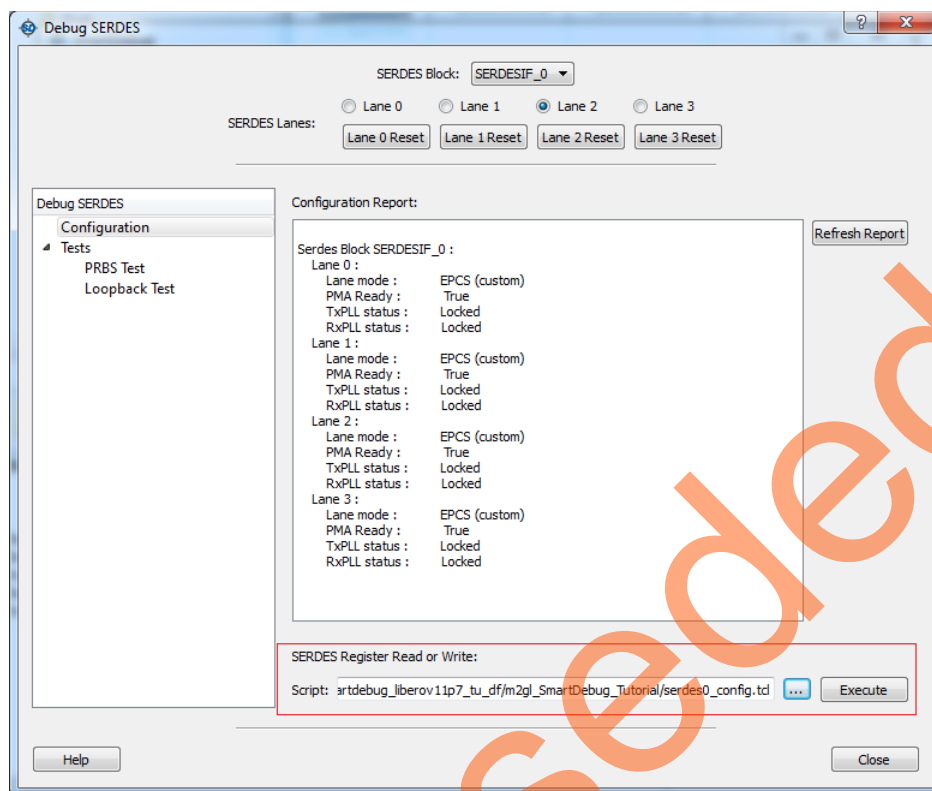 Debug SERDES
SERDES Block: SERDESIF_0
Lane 0 Lane 1 Lane 2 Lane 3
SERDES Lanes:
Lane 0 Reset Lane 1 Reset Lane 2 Reset Lane 3 Reset
Debug SERDES
Configuration
Tests
PRBS Test
Loopback Test
Configuration Report:
Refresh Report
Serdes Block SERDESIF_0 :
Lane 0 :
Lane mode : EPCS (custom)
PMA Ready : True
TxPLL status : Locked
RxPLL status : Locked
Lane 1 :
Lane mode : EPCS (custom)
PMA Ready : True
TxPLL status : Locked
RxPLL status : Locked
Lane 2 :
Lane mode : EPCS (custom)
PMA Ready : True
TxPLL status : Locked
RxPLL status : Locked
Lane 3 :
Lane mode : EPCS (custom)
PMA Ready : True
TxPLL status : Locked
RxPLL status : Locked
SERDES Register Read or Write:
Script: artdebug_liberov11p7_tu_df/m2gl_SmartDebug_Tutorial/serdes0_config.tcl ... Execute
Help Close
seded